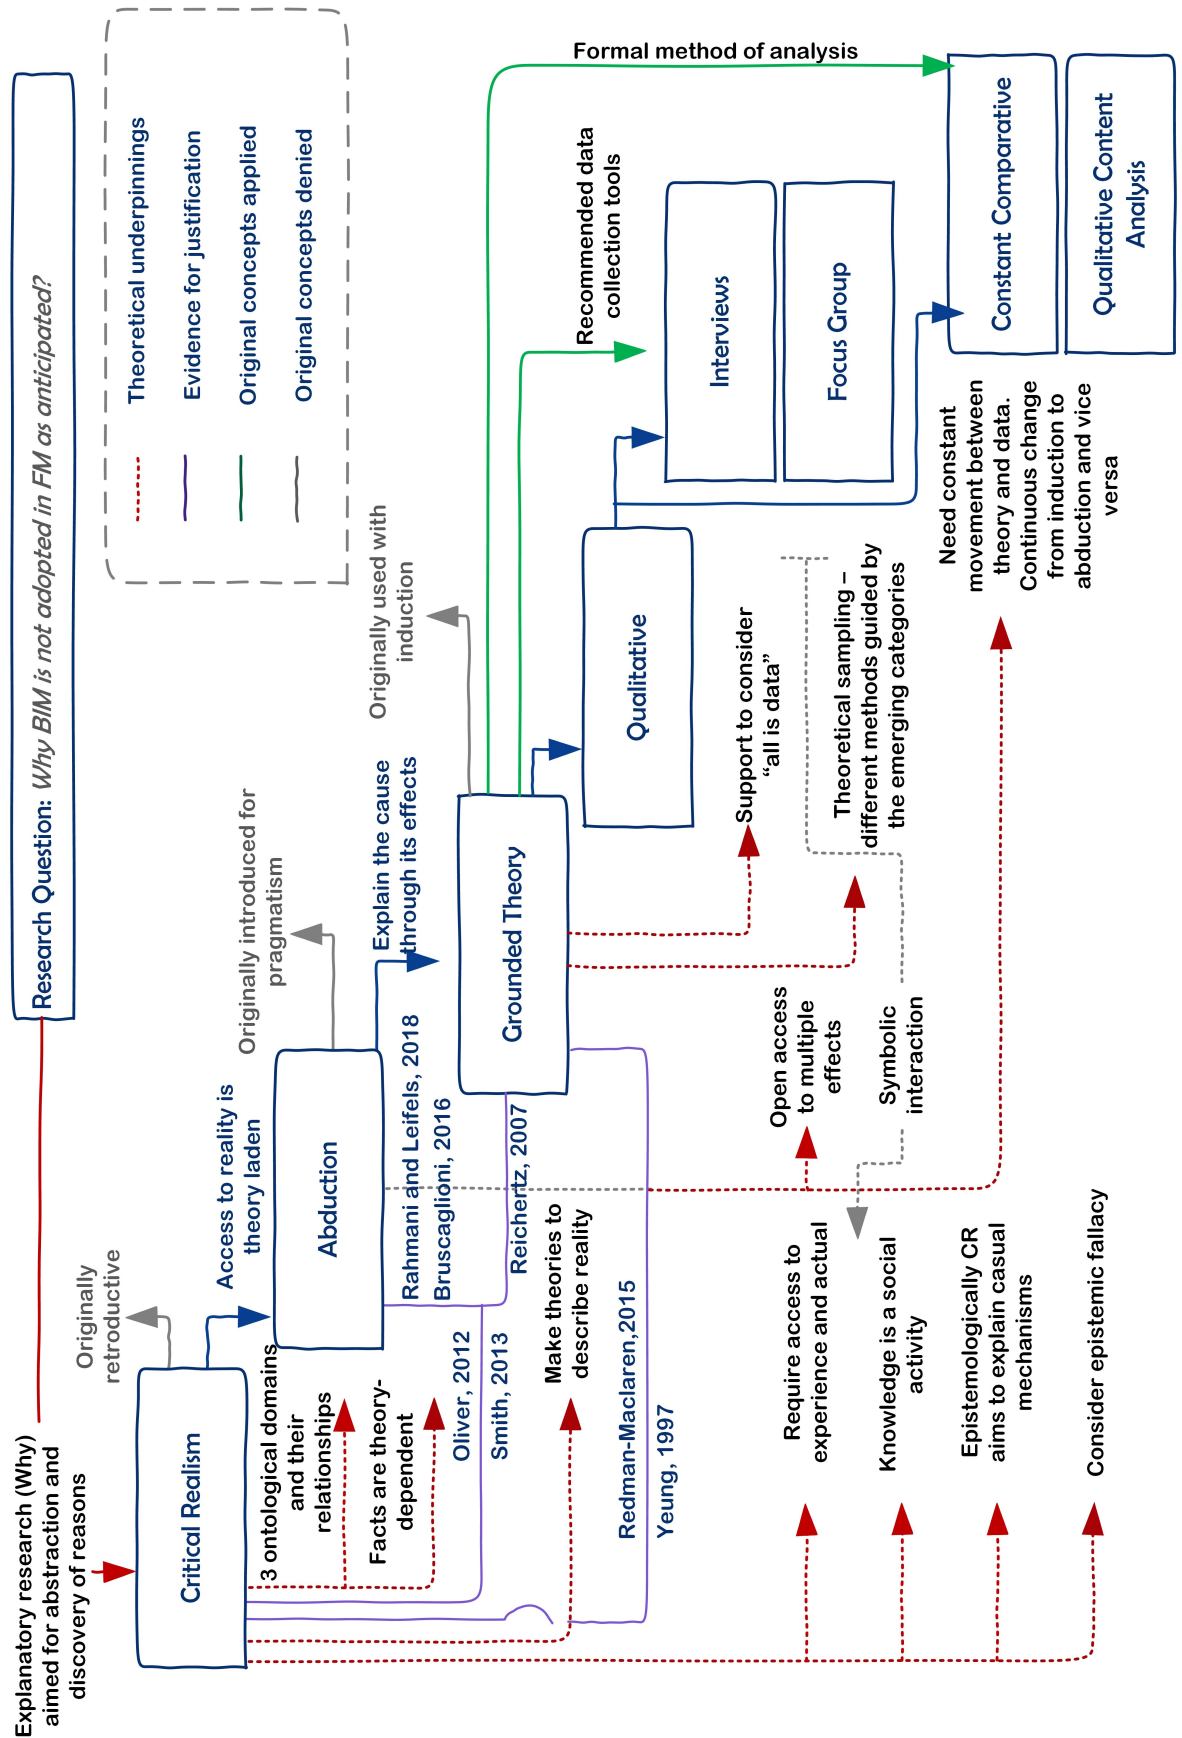 Research Question: Why BIM is not adopted in FM as anticipated?
Explanatory research (Why)
aimed for abstraction and
discovery of reasons
Theoretical underpinnings
Evidence for justification
Original concepts applied
Original concepts denied
Originally
retroductive
Critical Realism
Access to reality is
theory laden
Originally introduced for
pragmatism
Abduction
Explain the cause
through its effects
Originally used with
induction
Grounded Theory
Formal method of analysis
Recommended data
collection tools
Qualitative
Interviews
Focus Group
Constant Comparative
Qualitative Content
Analysis
3 ontological domains
and their
relationships
Facts are theory-
dependent
Rahmani and Leifels, 2018
Bruscaglioni, 2016
Oliver, 2012
Smith, 2013
Reichertz, 2007
Make theories to
describe reality
Redman-Maclaren,2015
Yeung, 1997
Support to consider
“all is data”
Theoretical sampling –
different methods guided by
the emerging categories
Open access
to multiple
effects
Symbolic
interaction
Need constant
movement between
theory and data.
Continuous change
from induction to
abduction and vice
versa
Require access to
experience and actual
Knowledge is a social
activity
Epistemologically CR
aims to explain casual
mechanisms
Consider epistemic fallacy